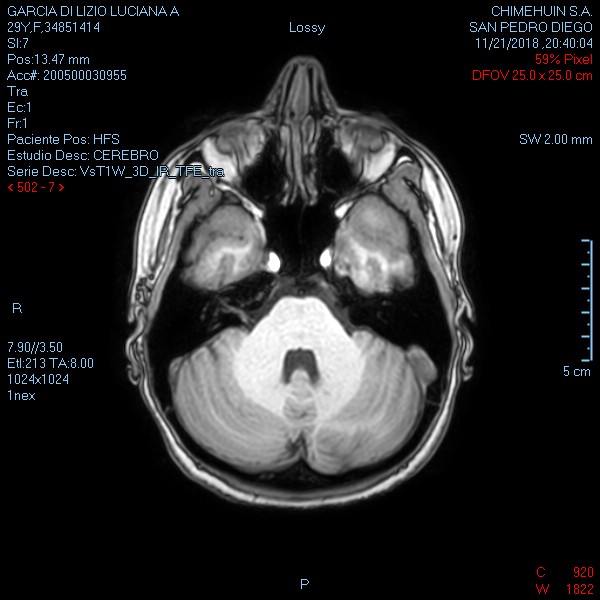 GARCIA DI LIZIO LUCIANA A
29Y,F,34851414
Sl:7
Pos:13.47 mm
Acc#: 200500030955
Tra
Ec:1
Fr:1
Paciente Pos: HFS
Estudio Desc: CEREBRO
Serie Desc: VsT1W_3D_IR_TFE_tra
< 502 - 7 >
Lossy
CHIMEHUIN S.A.
SAN PEDRO DIEGO
11/21/2018 ,20:40:04
59% Pixel
DFOV 25.0 x 25.0 cm
SW 2.00 mm
R
7.90//3.50
Etl:213 TA:8.00
1024x1024
1nex
5 cm
P
C 920
W 1822